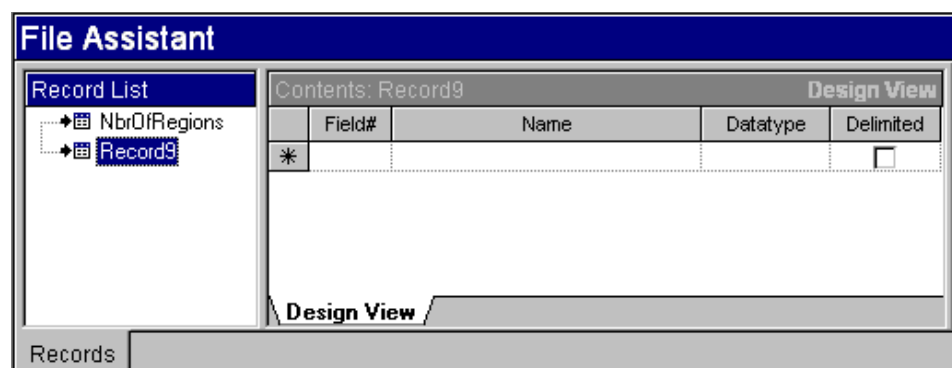 File Assistant
Record List
NbrOfRegions
Record9
Contents: Record9 Design View
Field# Name Datatype Delimited
Design View
Records